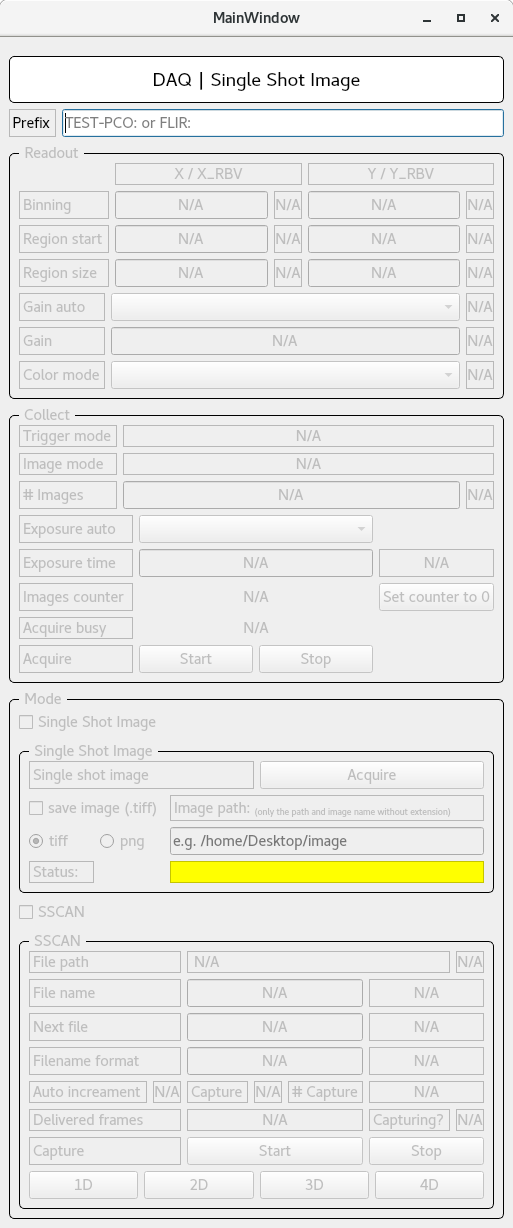 MainWindow
DAQ | Single Shot Image
Prefix TEST-PCO: or FLIR:
Readout
X / X_RBV Y / Y_RBV
Binning N/A N/A N/A N/A
Region start N/A N/A N/A N/A
Region size N/A N/A N/A N/A
Gain auto N/A
Gain N/A N/A
Color mode N/A
Collect
Trigger mode N/A
Image mode N/A
# Images N/A N/A
Exposure auto
Exposure time N/A N/A
Images counter N/A Set counter to 0
Acquire busy N/A
Acquire Start Stop
Mode
Single Shot Image
Single Shot Image
Single shot image Acquire
save image (.tiff) Image path: (only the path and image name without extension)
tiff png e.g. /home/Desktop/image
Status:
SSCAN
SSCAN
File path N/A N/A
File name N/A N/A
Next file N/A N/A
Filename format N/A N/A
Auto increament N/A Capture N/A # Capture N/A
Delivered frames N/A Capturing? N/A
Capture Start Stop
1D 2D 3D 4D